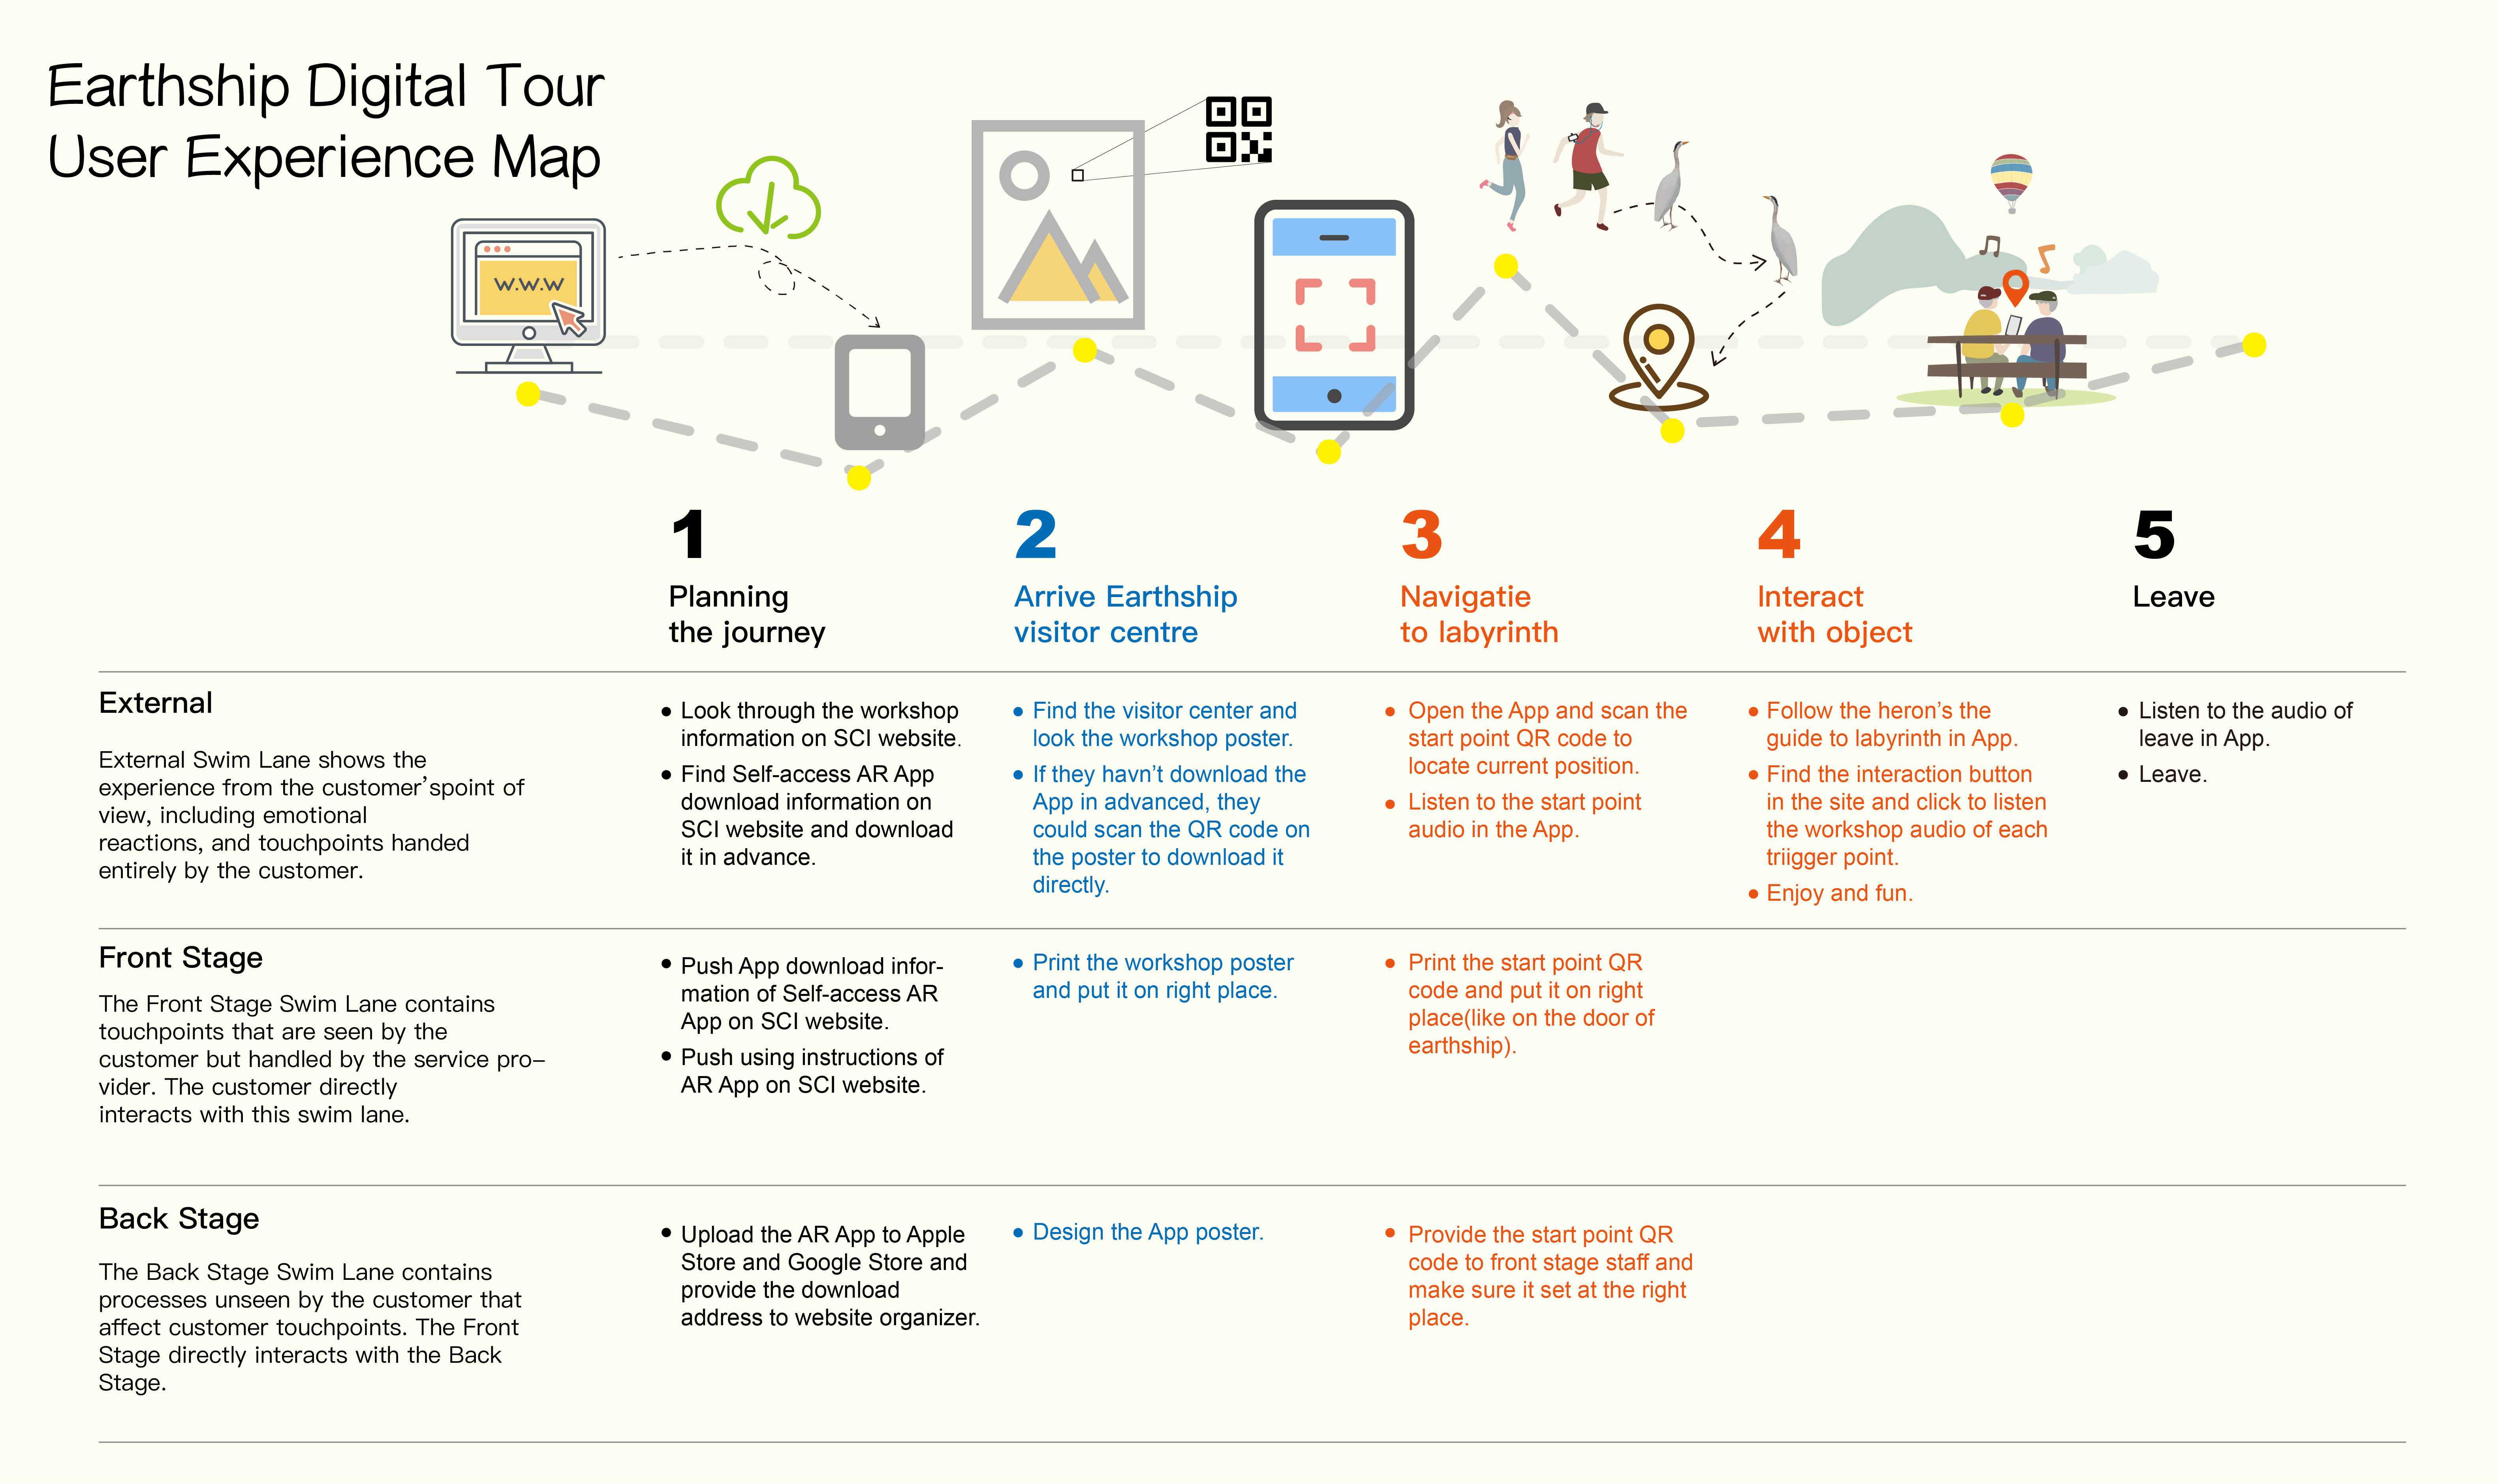 Earthship Digital Tour
User Experience Map
W.W.W
1
Planning
the journey
2
Arrive Earthship
visitor centre
3
Navigatie
to labyrinth
4
Interact
with object
5
Leave
External
External Swim Lane shows the
experience from the customer'spoint of
view, including emotional
reactions, and touchpoints handed
entirely by the customer.
● Look through the workshop
information on SCI website.
● Find Self-access AR App
download information on
SCI website and download
it in advance.
● Find the visitor center and
look the workshop poster.
● If they havn't download the
App in advanced, they
could scan the QR code on
the poster to download it
directly.
● Open the App and scan the
start point QR code to
locate current position.
● Listen to the start point
audio in the App.
● Follow the heron's the
guide to labyrinth in App.
● Find the interaction button
in the site and click to listen
the workshop audio of each
triigger point.
● Enjoy and fun.
● Listen to the audio of
leave in App.
● Leave.
Front Stage
The Front Stage Swim Lane contains
touchpoints that are seen by the
customer but handled by the service pro–
vider. The customer directly
interacts with this swim lane.
● Push App download infor-
mation of Self-access AR
App on SCI website.
● Push using instructions of
AR App on SCI website.
● Print the workshop poster
and put it on right place.
● Print the start point QR
code and put it on right
place(like on the door of
earthship).
Back Stage
The Back Stage Swim Lane contains
processes unseen by the customer that
affect customer touchpoints. The Front
Stage directly interacts with the Back
Stage.
● Upload the AR App to Apple
Store and Google Store and
provide the download
address to website organizer.
● Design the App poster.
● Provide the start point QR
code to front stage staff and
make sure it set at the right
place.